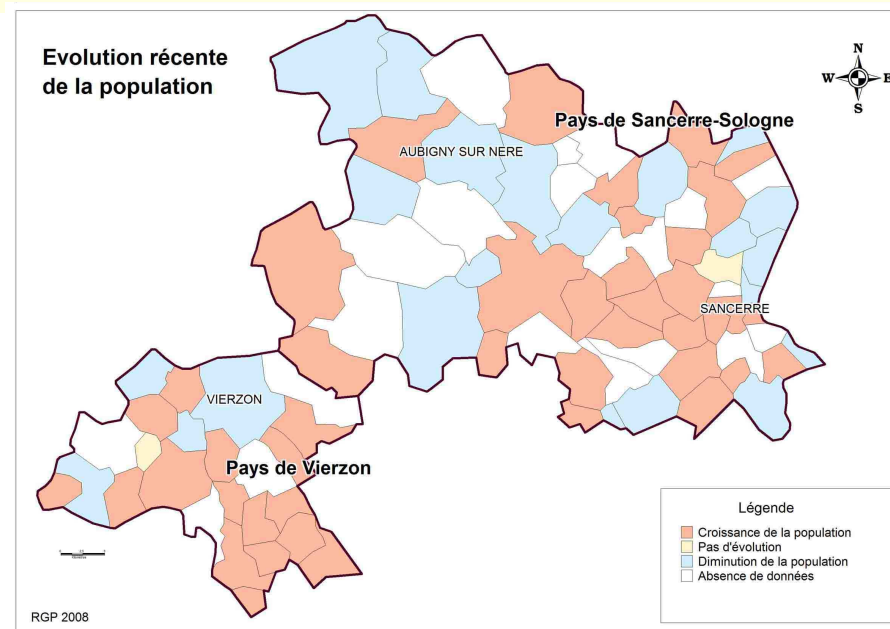 Evolution récente
de la population
N
W E
S
Pays de Sancerre-Sologne
AUBIGNY SUR NERE
SANCERRE
VIERZON
Pays de Vierzon
Légende
Croissance de la population
Pas d'évolution
Diminution de la population
Absence de données
RGP 2008